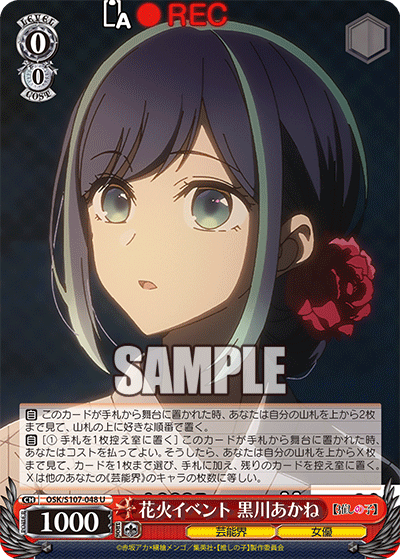 REC
LEVEL
0
0
COST
SAMPLE
自 このカードが手札から舞台に置かれた時、あなたは自分の山札を上から2枚
まで見て、山札の上に好きな順番で置く。
自 [① 手札を1枚控え室に置く] このカードが手札から舞台に置かれた時、
あなたはコストを払ってよい。そうしたら、あなたは自分の山札を上からX枚
まで見て、カードを1枚まで選び、手札に加え、残りのカードを控え室に置く。
Xは他のあなたの《芸能界》のキャラの枚数に等しい。
CH OSK/S107-048 U
1000 花火イベント 黒川あかね 【推しの子】
芸能界 女優
©赤坂アカ×横槍メンゴ／集英社・【推しの子】製作委員会